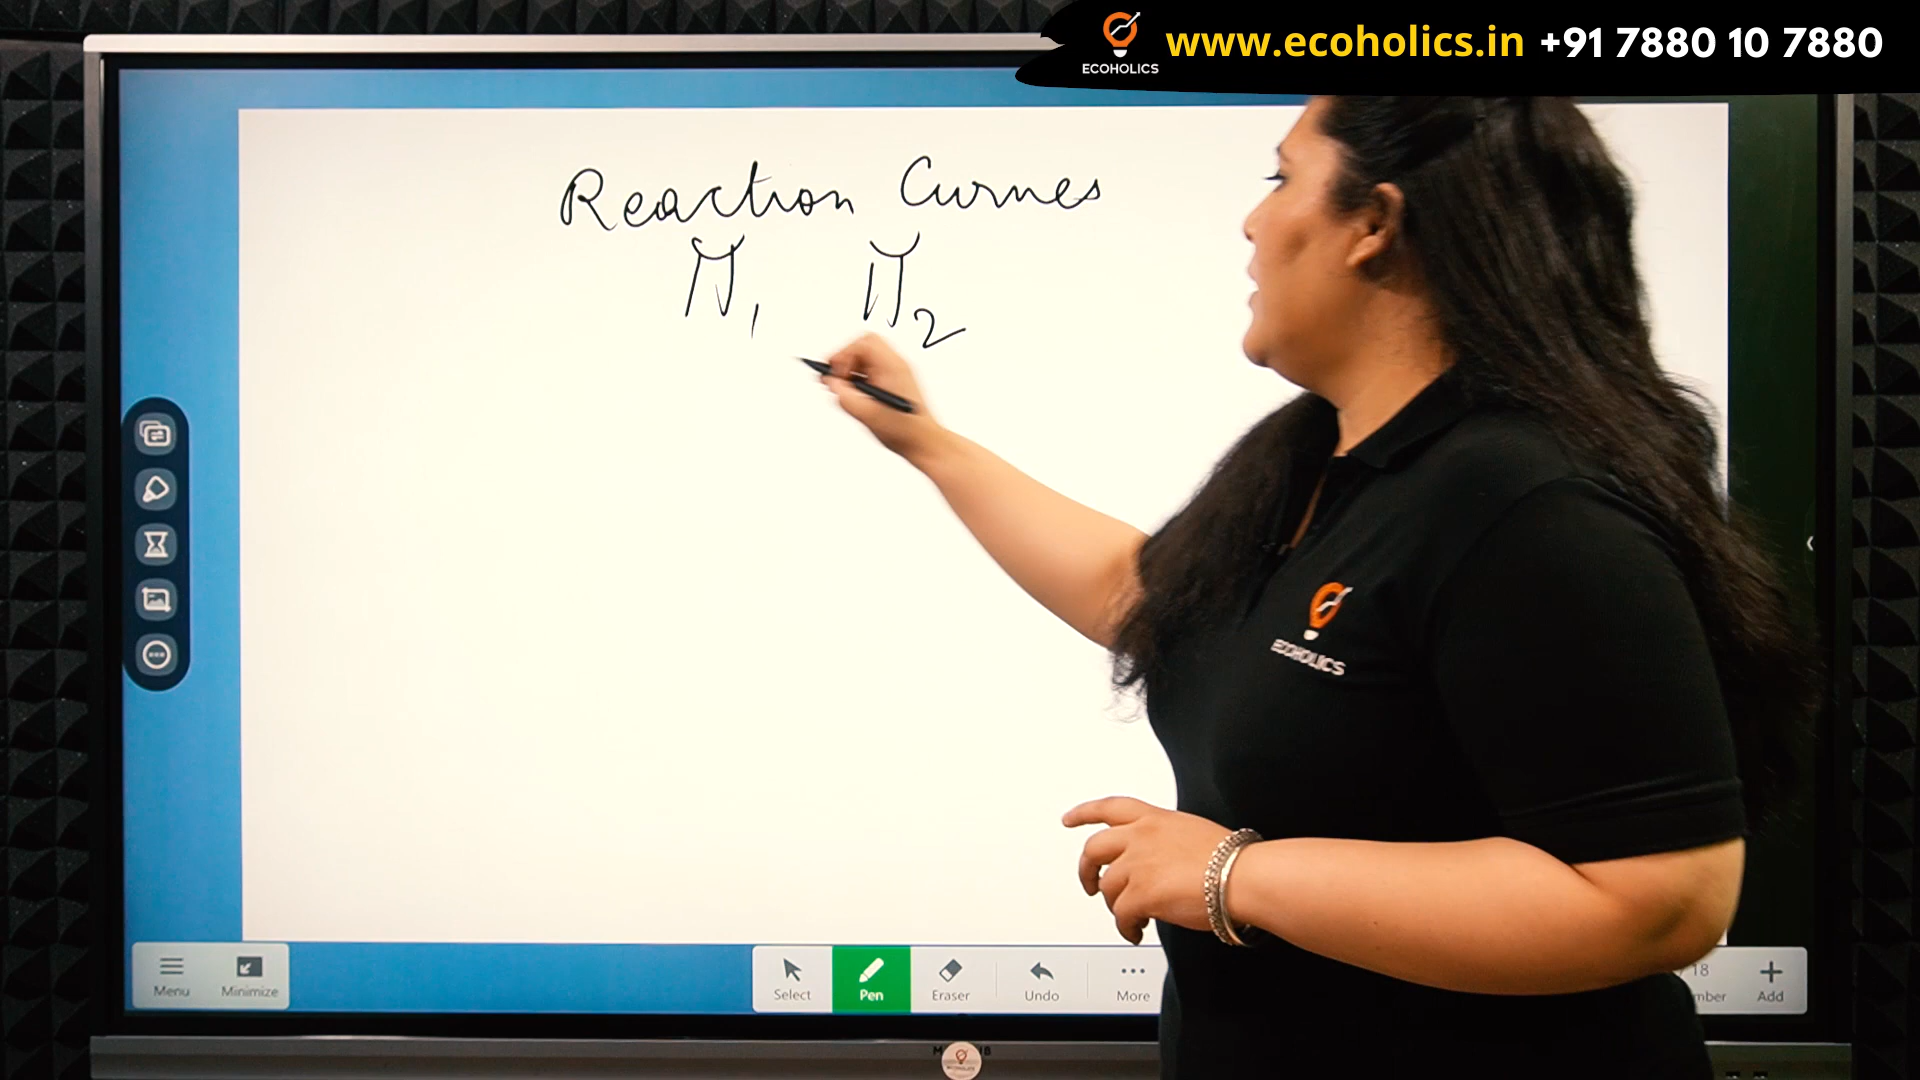 www.ecoholics.in +91 7880 10 7880
ECOHOLICS
Reaction Curves
π₁ π₂
ECOHOLICS
Menu Minimize Select Pen Eraser Undo More 18 Add